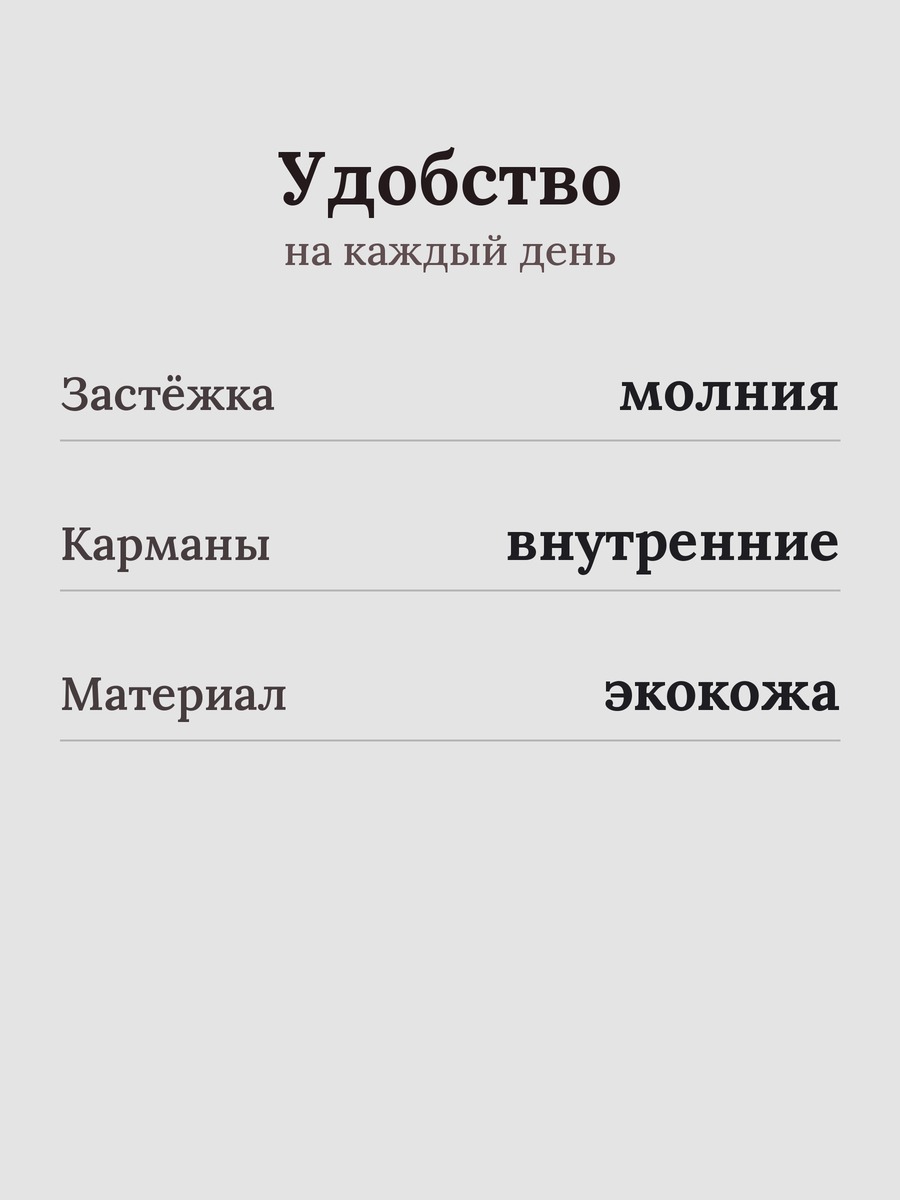 Удобство
на каждый день
Застёжка молния
Карманы внутренние
Материал экокожа